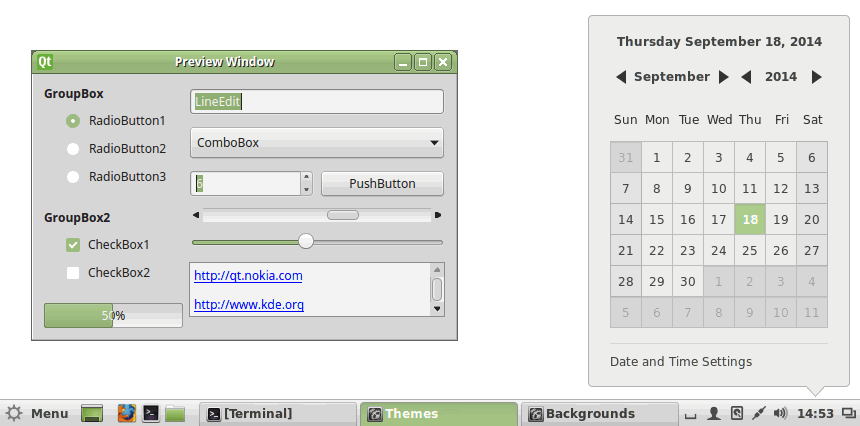 Qt Preview Window
GroupBox
RadioButton1
RadioButton2
RadioButton3
GroupBox2
CheckBox1
CheckBox2
50%
LineEdit
ComboBox
PushButton
http://qt.nokia.com
http://www.kde.org
Thursday September 18, 2014
September 2014
Sun Mon Tue Wed Thu Fri Sat
31 1 2 3 4 5 6
7 8 9 10 11 12 13
14 15 16 17 18 19 20
21 22 23 24 25 26 27
28 29 30 1 2 3 4
5 6 7 8 9 10 11
Date and Time Settings
Menu [Terminal] Themes Backgrounds 14:53